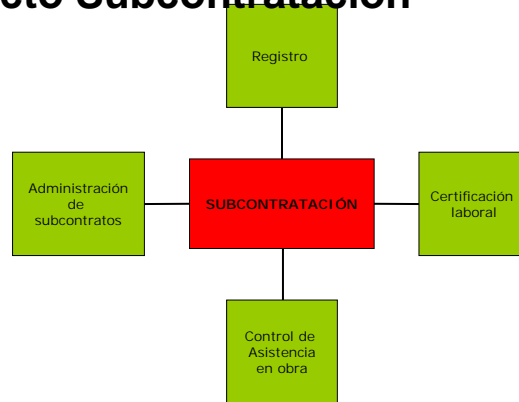 cto Subcontratación
Registro
Administración
de
subcontratos
SUBCONTRATACIÓN
Certificación
laboral
Control de
Asistencia
en obra